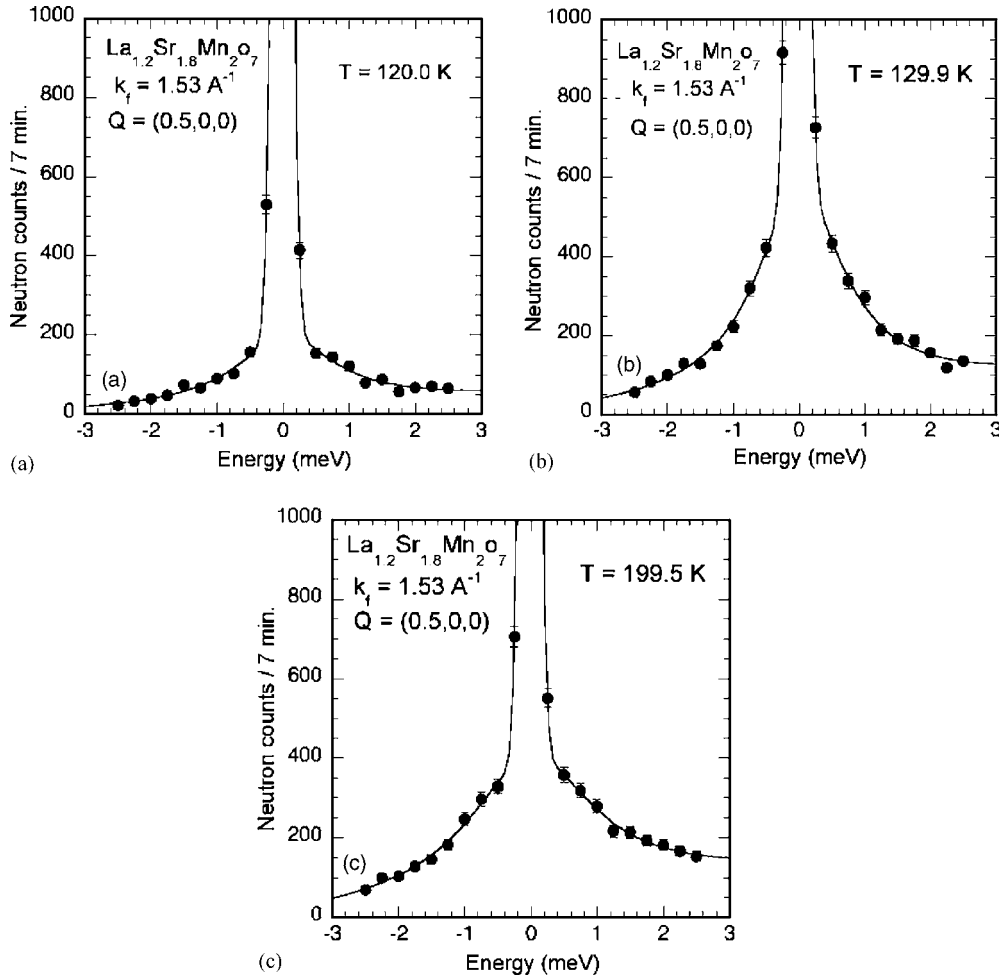 1000
800
600
400
200
0
Neutron counts / 7 min.
La1.2Sr1.8Mn2o7
kf = 1.53 A-1
Q = (0.5,0,0)
T = 120.0 K
(a)
-3 -2 -1 0 1 2 3
Energy (meV)
(a)
1000
800
600
400
200
0
Neutron counts / 7 min.
La1.2Sr1.8Mn2o7
kf = 1.53 A-1
Q = (0.5,0,0)
T = 129.9 K
(b)
-3 -2 -1 0 1 2 3
Energy (meV)
(b)
1000
800
600
400
200
0
Neutron counts / 7 min.
La1.2Sr1.8Mn2o7
kf = 1.53 A-1
Q = (0.5,0,0)
T = 199.5 K
(c)
-3 -2 -1 0 1 2 3
Energy (meV)
(c)